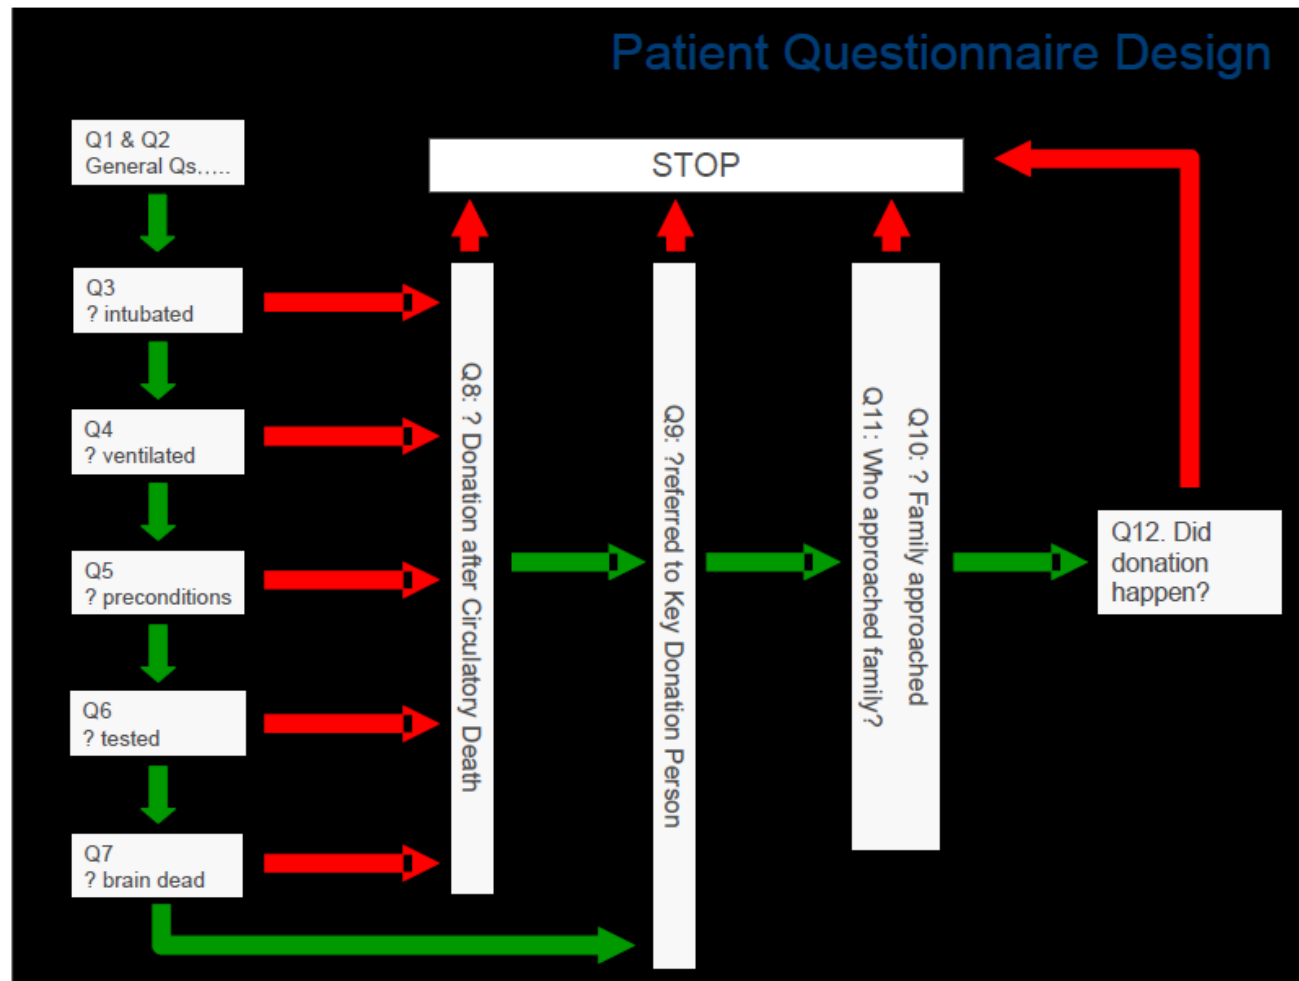 Patient Questionnaire Design
Q1 & Q2
General Qs.....
STOP
Q3
? intubated
Q4
? ventilated
Q5
? preconditions
Q6
? tested
Q7
? brain dead
Q8: ? Donation after Circulatory Death
Q9: ?referred to Key Donation Person
Q10: ? Family approached
Q11: Who approached family?
Q12. Did
donation
happen?